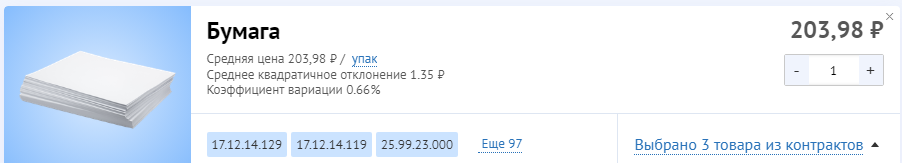 Бумага
203,98 ₽
Средняя цена 203,98 ₽ / упак
Среднее квадратичное отклонение 1.35 ₽
Коэффициент вариации 0.66%
- 1 +
17.12.14.129 17.12.14.119 25.99.23.000 Еще 97
Выбрано 3 товара из контрактов